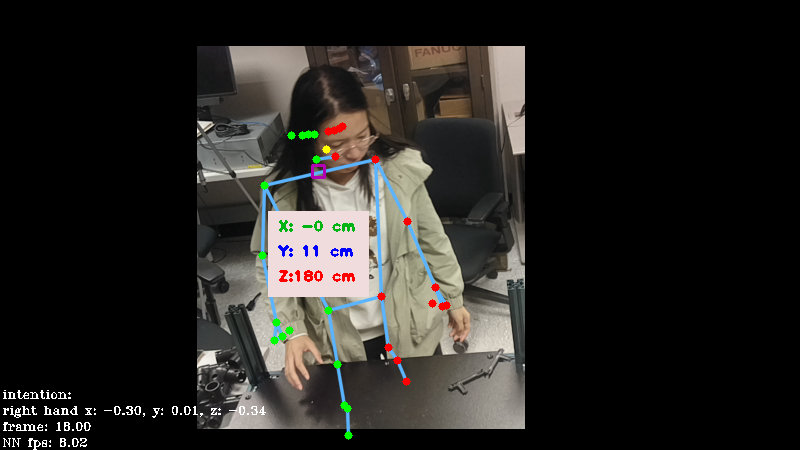 FANUC
X: -0 cm
Y: 11 cm
Z:180 cm
intention:
right hand x: -0.30, y: 0.01, z: -0.34
frame: 18.00
NN fps: 8.02